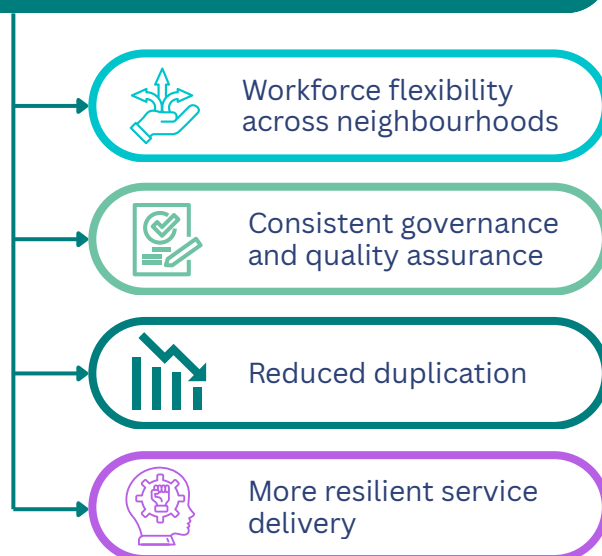 Workforce flexibility
across neighbourhoods
Consistent governance
and quality assurance
Reduced duplication
More resilient service
delivery